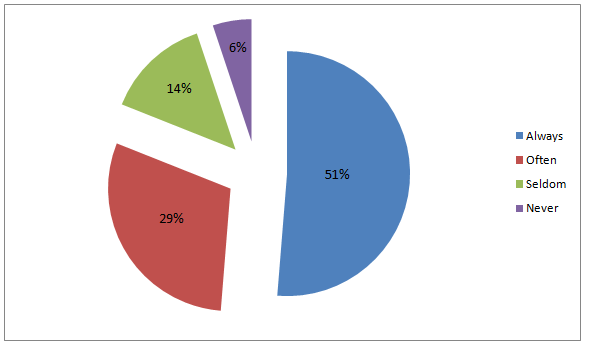 6%
14%
51%
29%
Always
Often
Seldom
Never